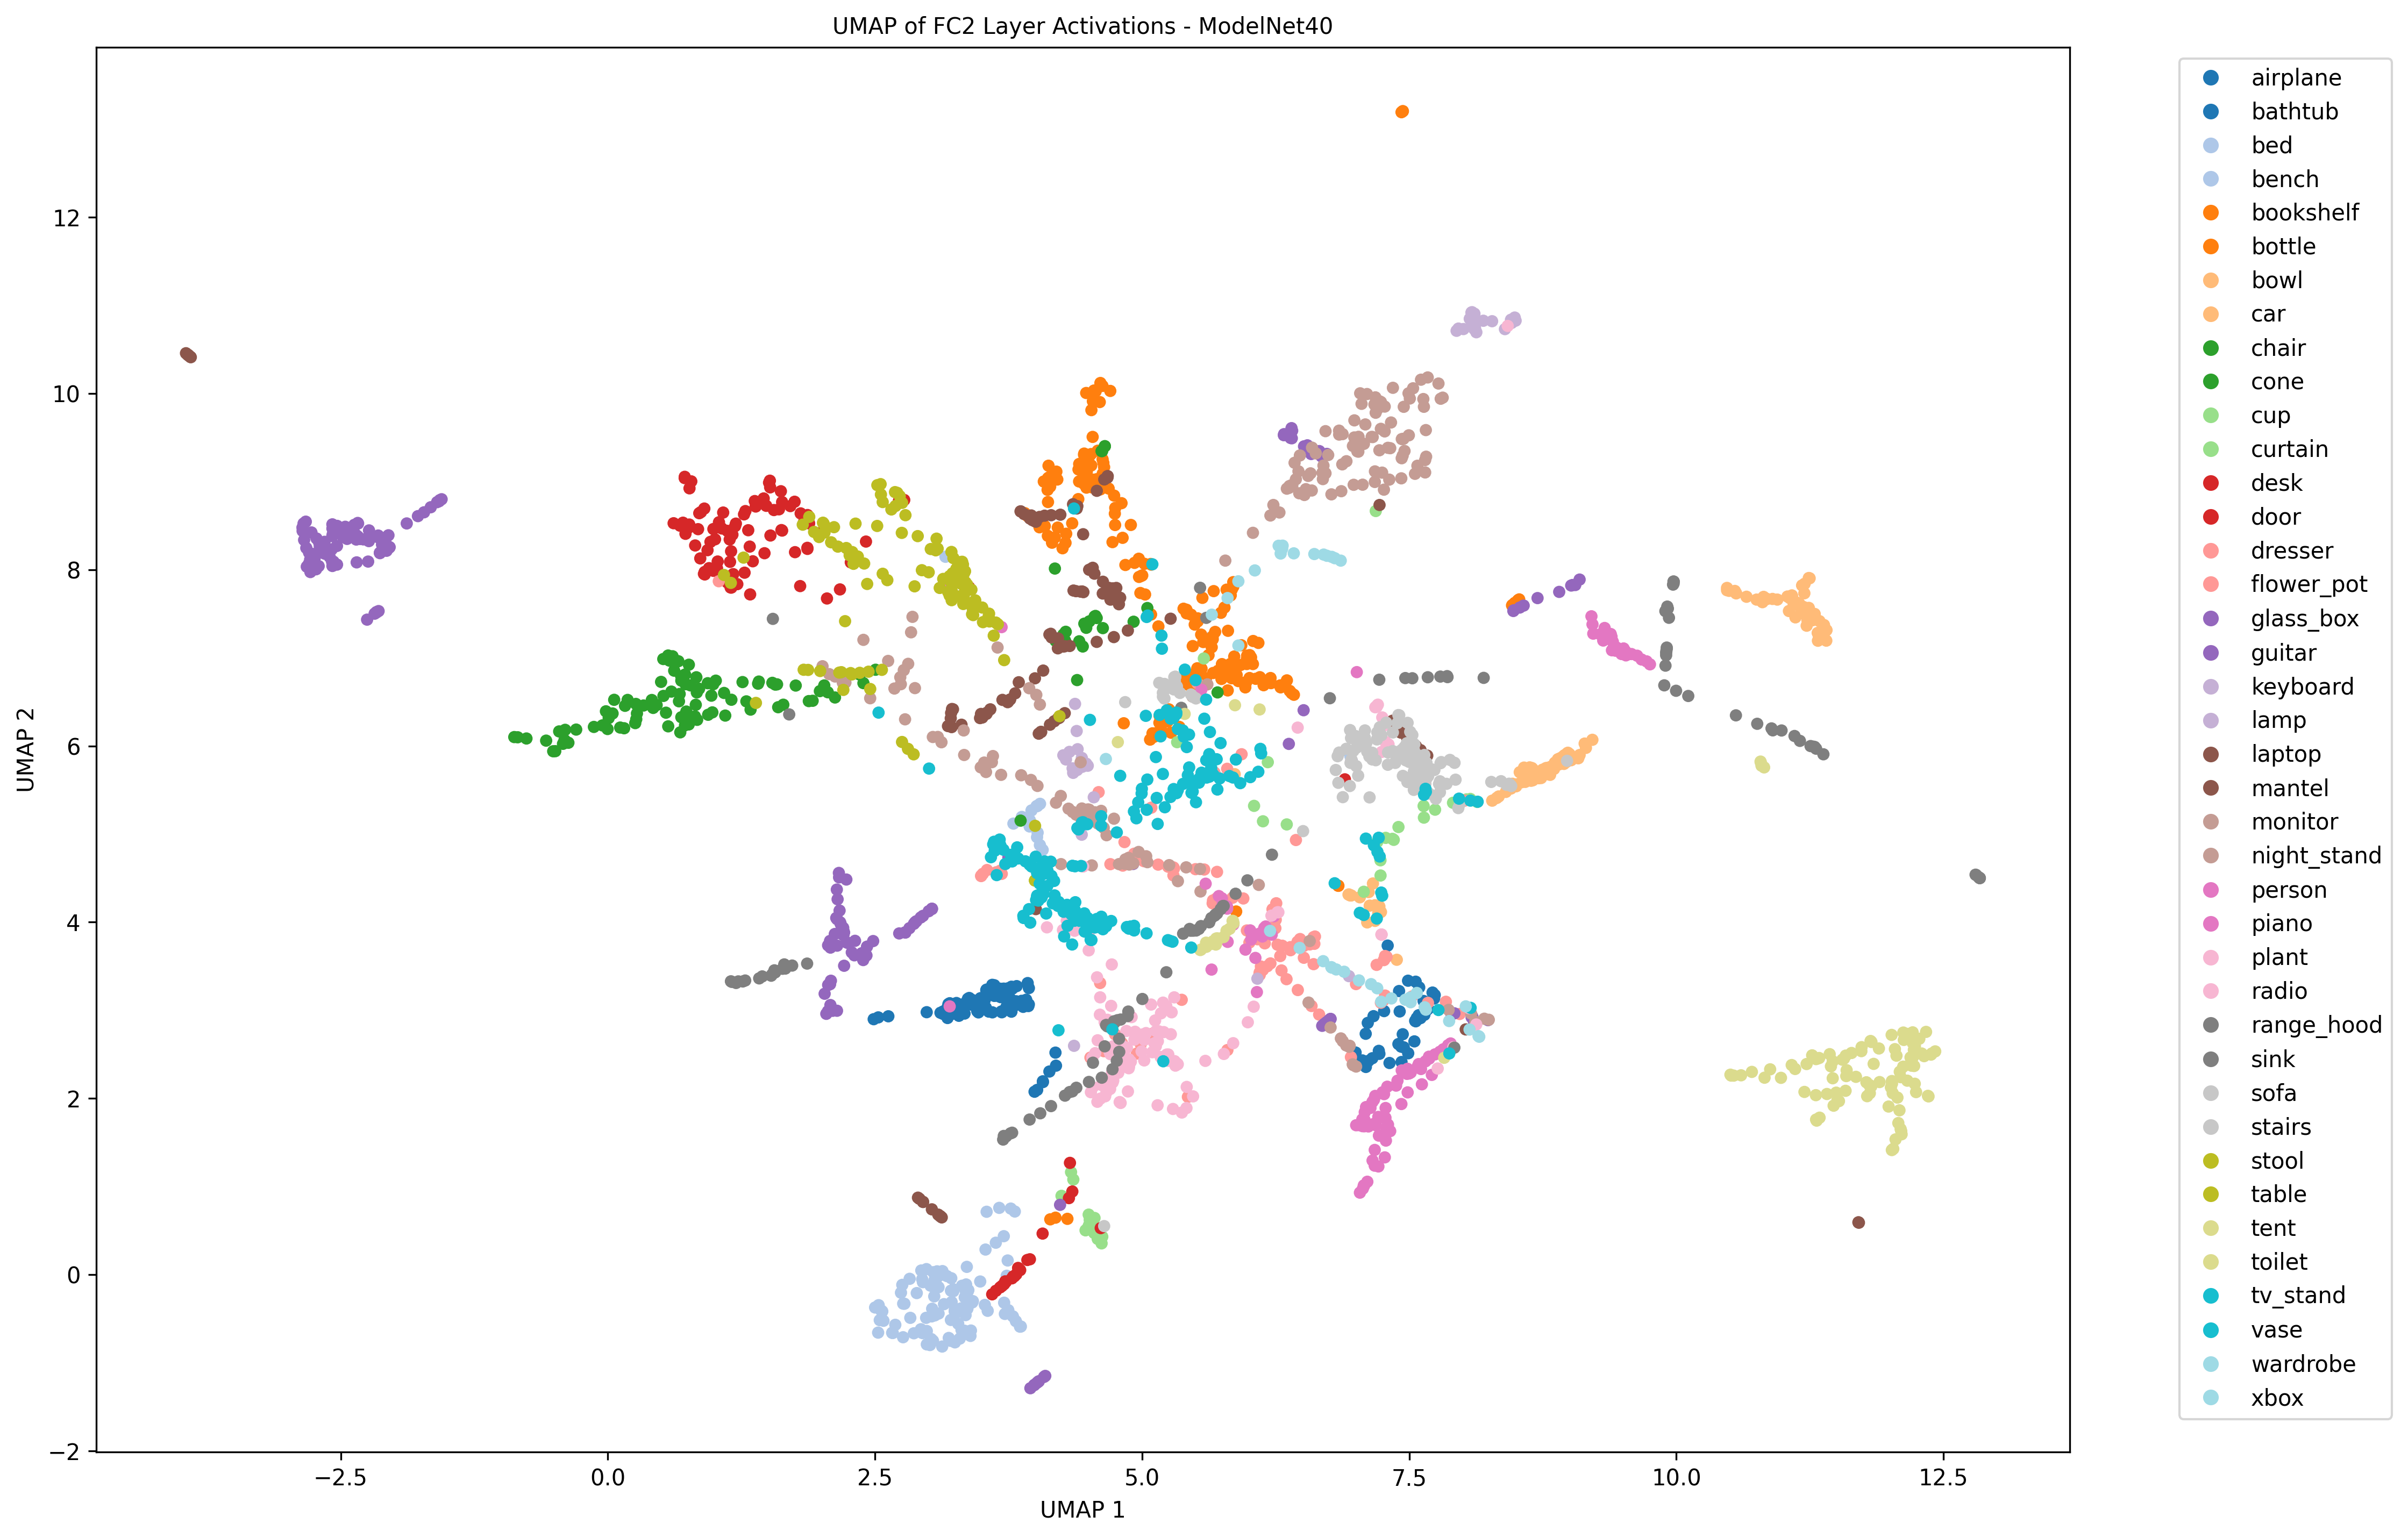 UMAP of FC2 Layer Activations - ModelNet40
12
10
8
6
4
2
0
−2
UMAP 2
−2.5
0.0
2.5
5.0
7.5
10.0
12.5
UMAP 1
airplane
bathtub
bed
bench
bookshelf
bottle
bowl
car
chair
cone
cup
curtain
desk
door
dresser
flower_pot
glass_box
guitar
keyboard
lamp
laptop
mantel
monitor
night_stand
person
piano
plant
radio
range_hood
sink
sofa
stairs
stool
table
tent
toilet
tv_stand
vase
wardrobe
xbox